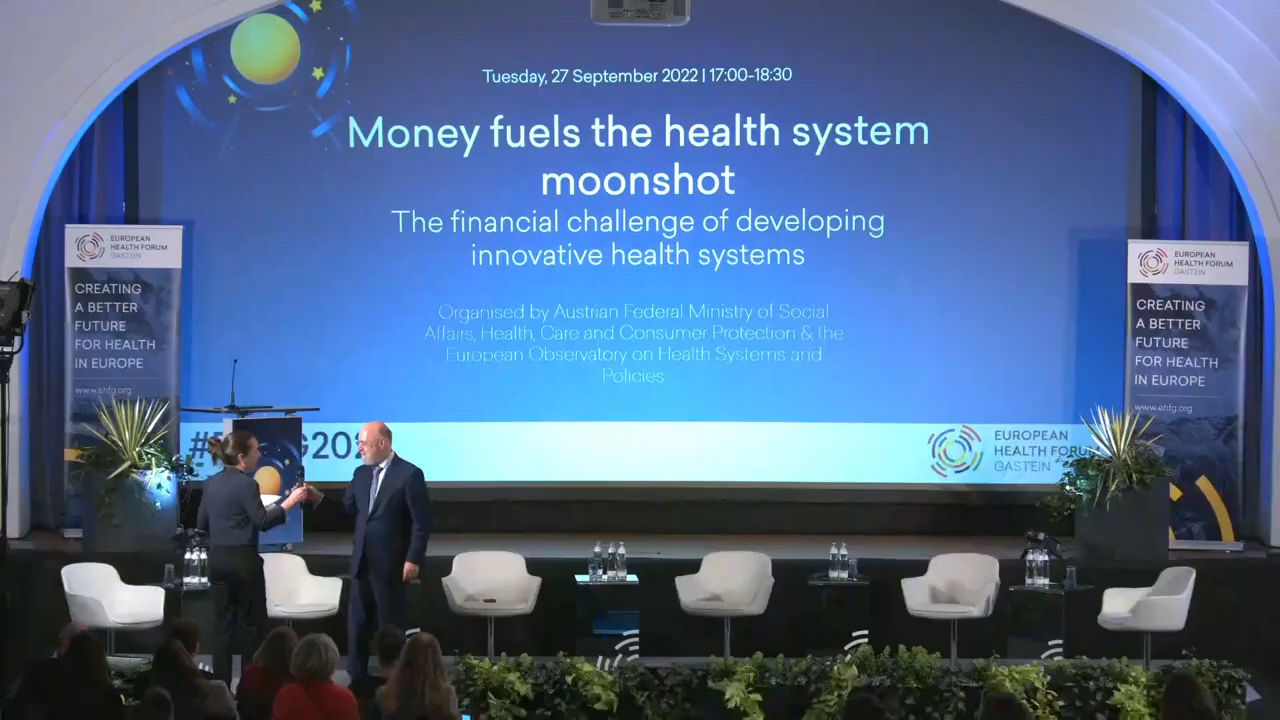 Tuesday, 27 September 2022 | 17:00-18:30
Money fuels the health system
moonshot
The financial challenge of developing
innovative health systems
Organised by Austrian Federal Ministry of Social
Affairs, Health, Care and Consumer Protection & the
European Observatory on Health Systems and
Policies
EUROPEAN
HEALTH FORUM
GASTEIN
CREATING
A BETTER
FUTURE
FOR HEALTH
IN EUROPE
www.ehfg.org
EUROPEAN
HEALTH FORUM
GASTEIN
CREATING
A BETTER
FUTURE
FOR HEALTH
IN EUROPE
www.ehfg.org
EUROPEAN
HEALTH FORUM
GASTEIN